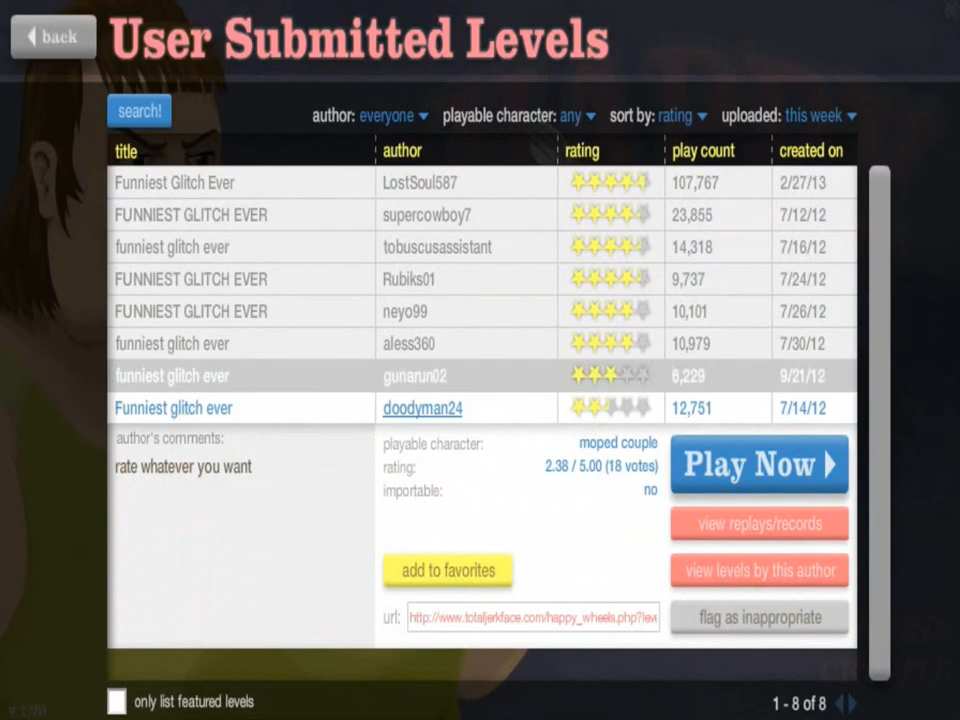 back
User Submitted Levels
search!
author: everyone playable character: any sort by: rating uploaded: this week
title author rating play count created on
Funniest Glitch Ever LostSoul587 107,767 2/27/13
FUNNIEST GLITCH EVER supercowboy7 23,855 7/12/12
funniest glitch ever tobuscusassistant 14,318 7/16/12
FUNNIEST GLITCH EVER Rubiks01 9,737 7/24/12
FUNNIEST GLITCH EVER neyo99 10,101 7/26/12
funniest glitch ever aless360 10,979 7/30/12
funniest glitch ever gunarun02 6,229 9/21/12
Funniest glitch ever doodyman24 12,751 7/14/12
author's comments:
rate whatever you want
playable character: moped couple
rating: 2.38 / 5.00 (18 votes)
importable: no
Play Now
view replays/records
add to favorites
view levels by this author
url: http://www.totaljerkface.com/happy_wheels.php?leve
flag as inappropriate
only list featured levels
1 - 8 of 8